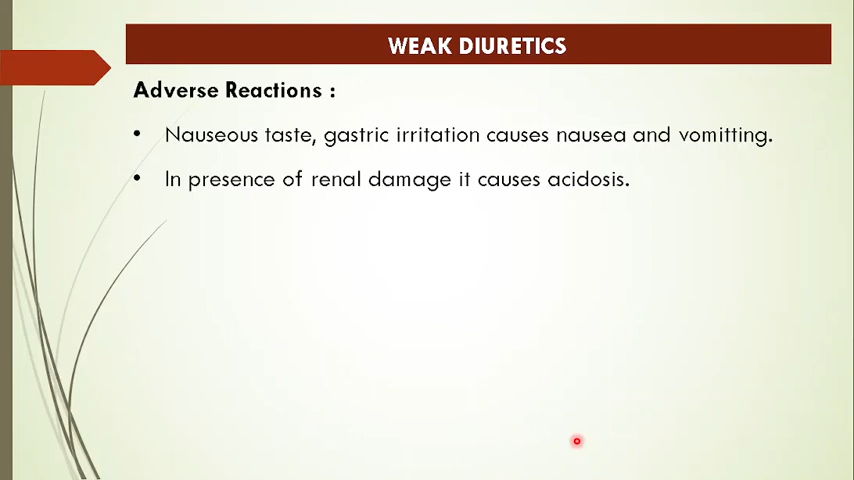 WEAK DIURETICS
Adverse Reactions :
• Nauseous taste, gastric irritation causes nausea and vomitting.
• In presence of renal damage it causes acidosis.